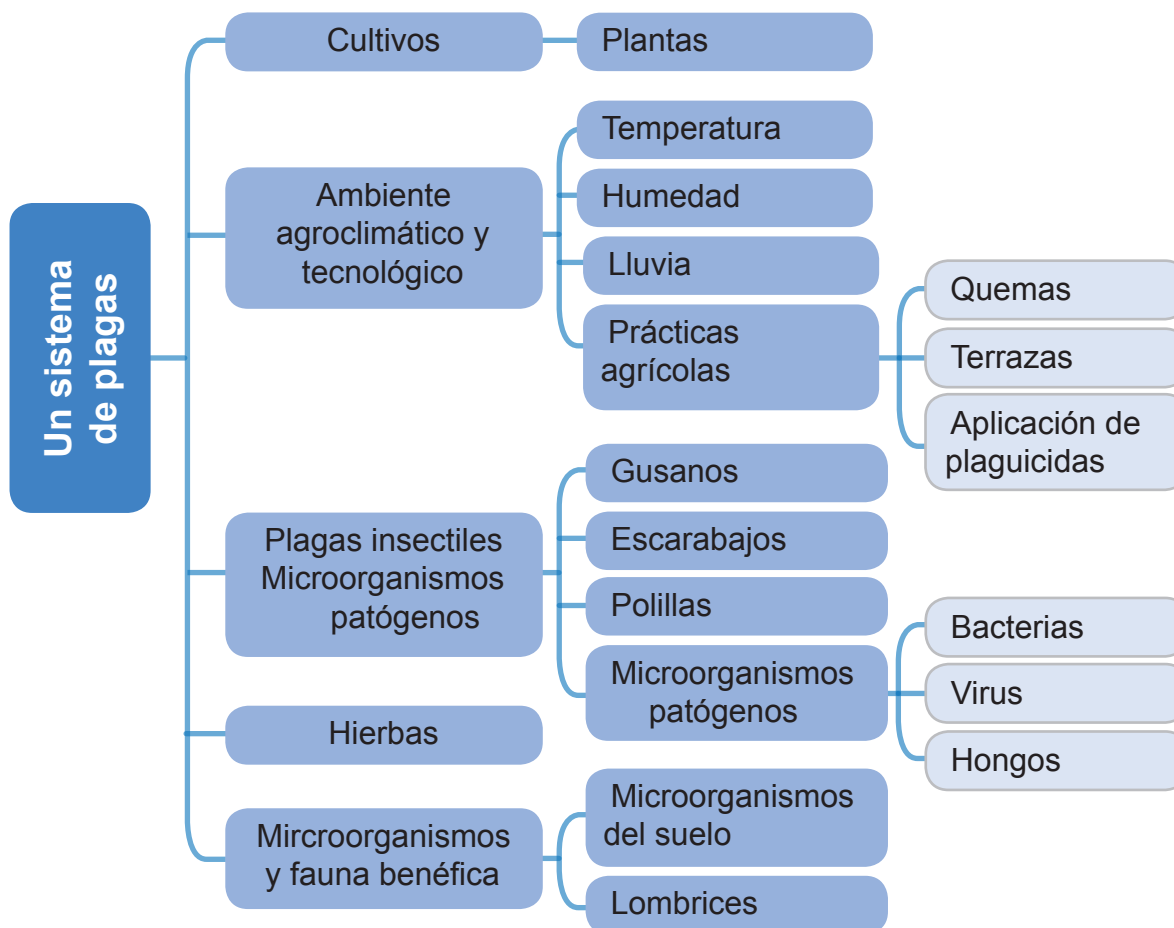 Un sistema
de plagas
Cultivos
Plantas
Ambiente
agroclimático y
tecnológico
Temperatura
Humedad
Lluvia
Prácticas
agrícolas
Quemas
Terrazas
Aplicación de
plaguicidas
Plagas insectiles
Microorganismos
patógenos
Gusanos
Escarabajos
Polillas
Microorganismos
patógenos
Bacterias
Virus
Hongos
Hierbas
Mircroorganismos
y fauna benéfica
Microorganismos
del suelo
Lombrices